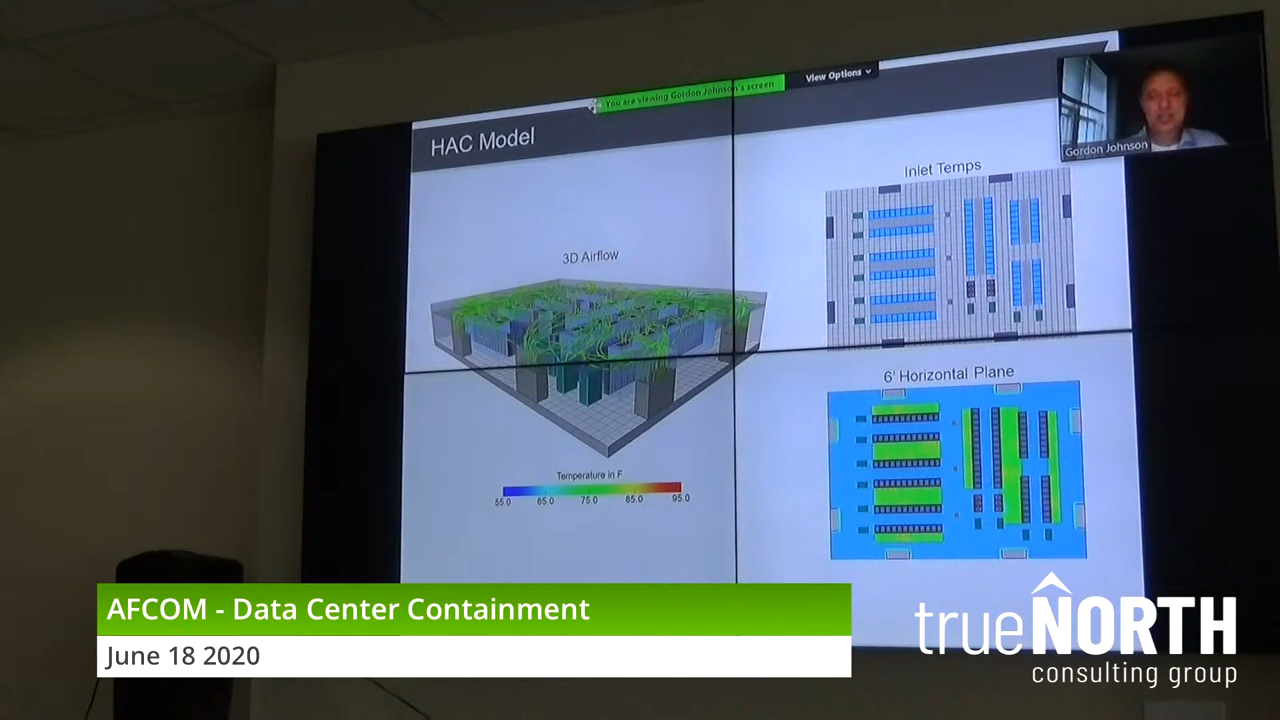 You are viewing Gordon Johnson's screen
View Options
HAC Model
Gordon Johnson
Inlet Temps
3D Airflow
6' Horizontal Plane
Temperature in F
55.0 65.0 75.0 85.0 95.0
AFCOM - Data Center Containment
June 18 2020
trueNORTH
consulting group